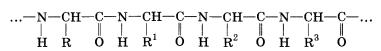 ...—N—CH—C—N—CH—C—N—CH—C—N—CH—C—...
H R O H R¹ O H R² O H R³ O